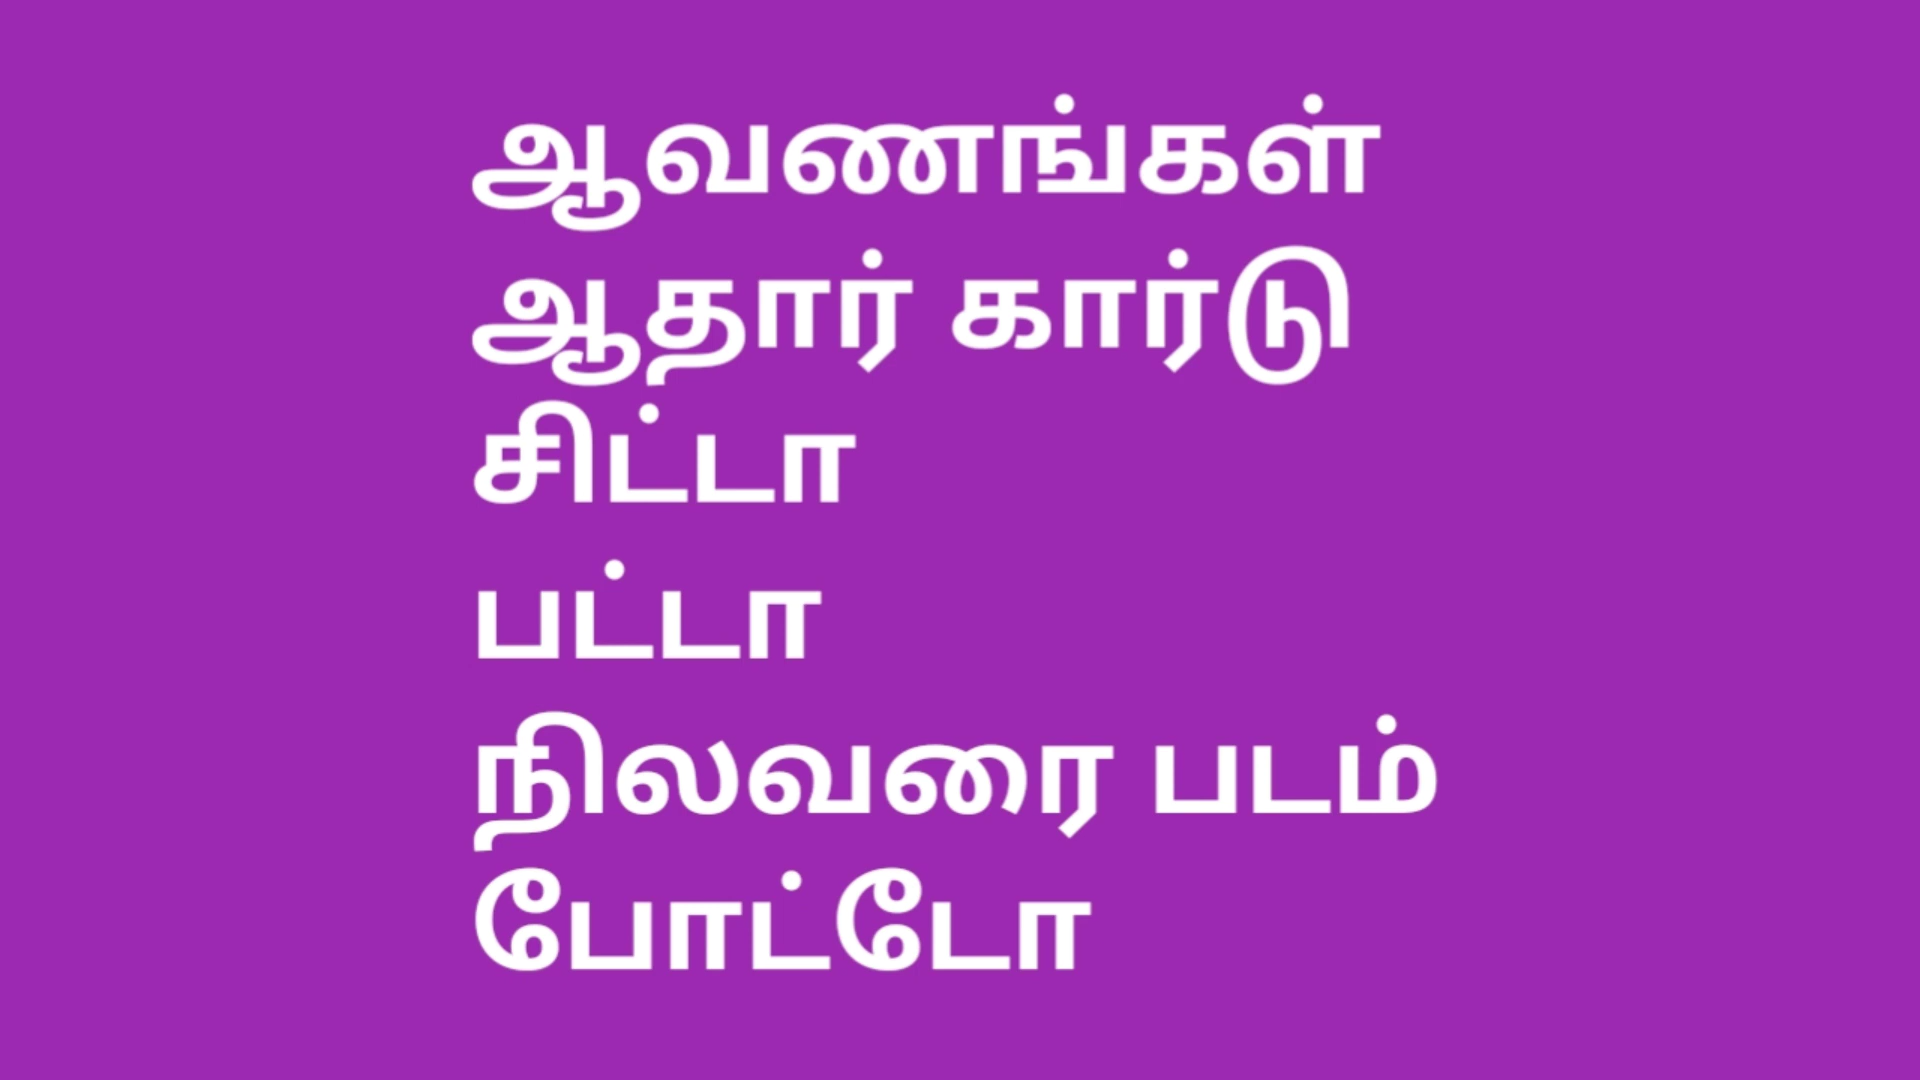 ஆவணங்கள்
ஆதார் கார்டு
சிட்டா
பட்டா
நிலவரை படம்
போட்டோ